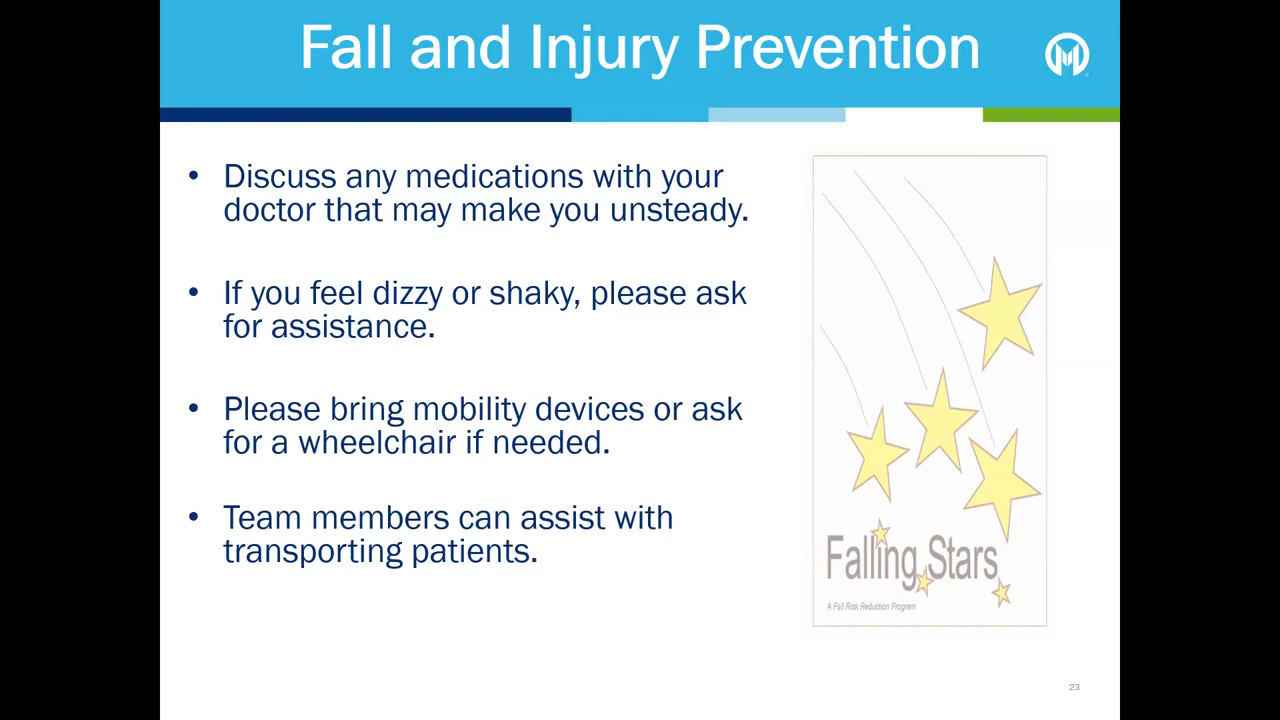 Fall and Injury Prevention
• Discuss any medications with your
doctor that may make you unsteady.
• If you feel dizzy or shaky, please ask
for assistance.
• Please bring mobility devices or ask
for a wheelchair if needed.
• Team members can assist with
transporting patients.
Falling Stars
A Fall Risk Reduction Program
23